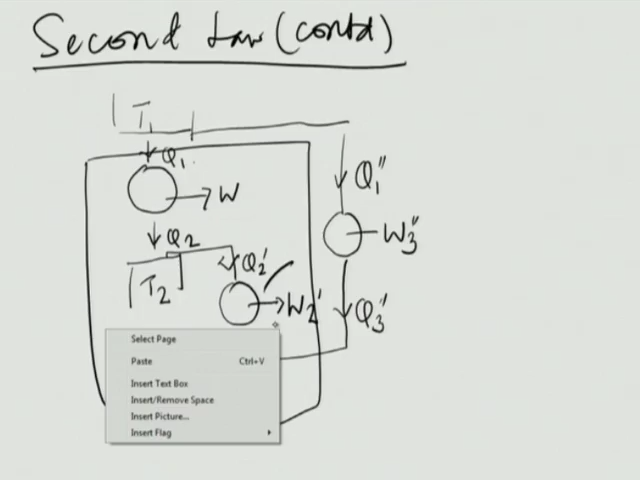 Second Law (contd)
T₁
Q₁
Q₁"
W
W₃"
Q₂
Q₂'
T₂
W₂'
Q₃"
Select Page
Paste Ctrl+V
Insert Text Box
Insert/Remove Space
Insert Picture...
Insert Flag